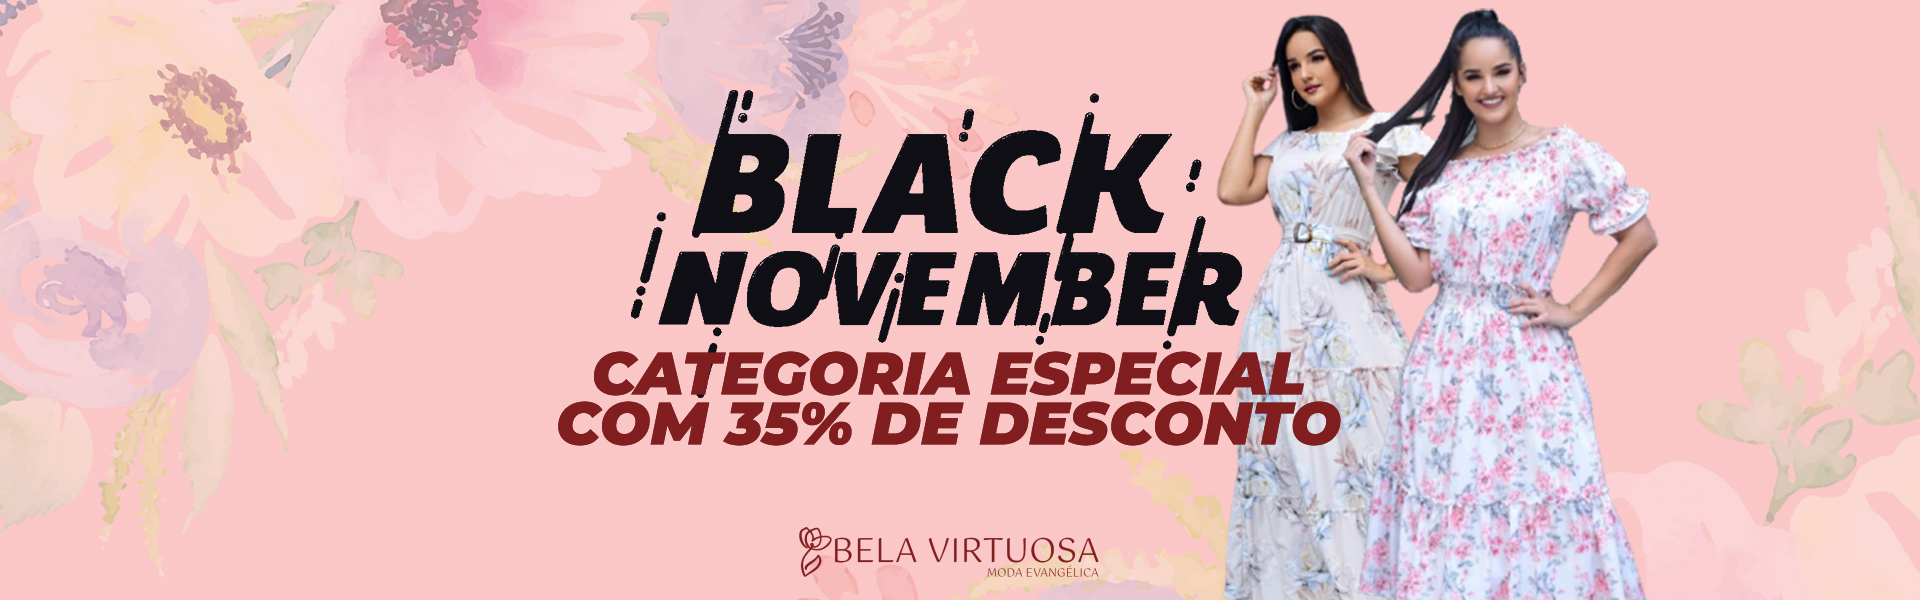 BLACK
NOVEMBER
CATEGORIA ESPECIAL
COM 35% DE DESCONTO
BELA VIRTUOSA
MODA EVANGÉLICA